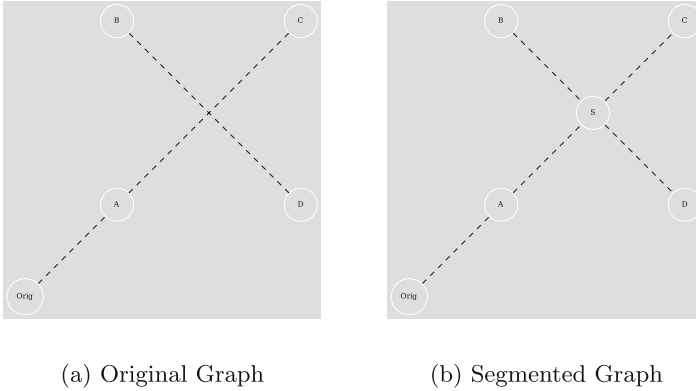 B C B C
S
A D A D
Orig Orig
(a) Original Graph (b) Segmented Graph